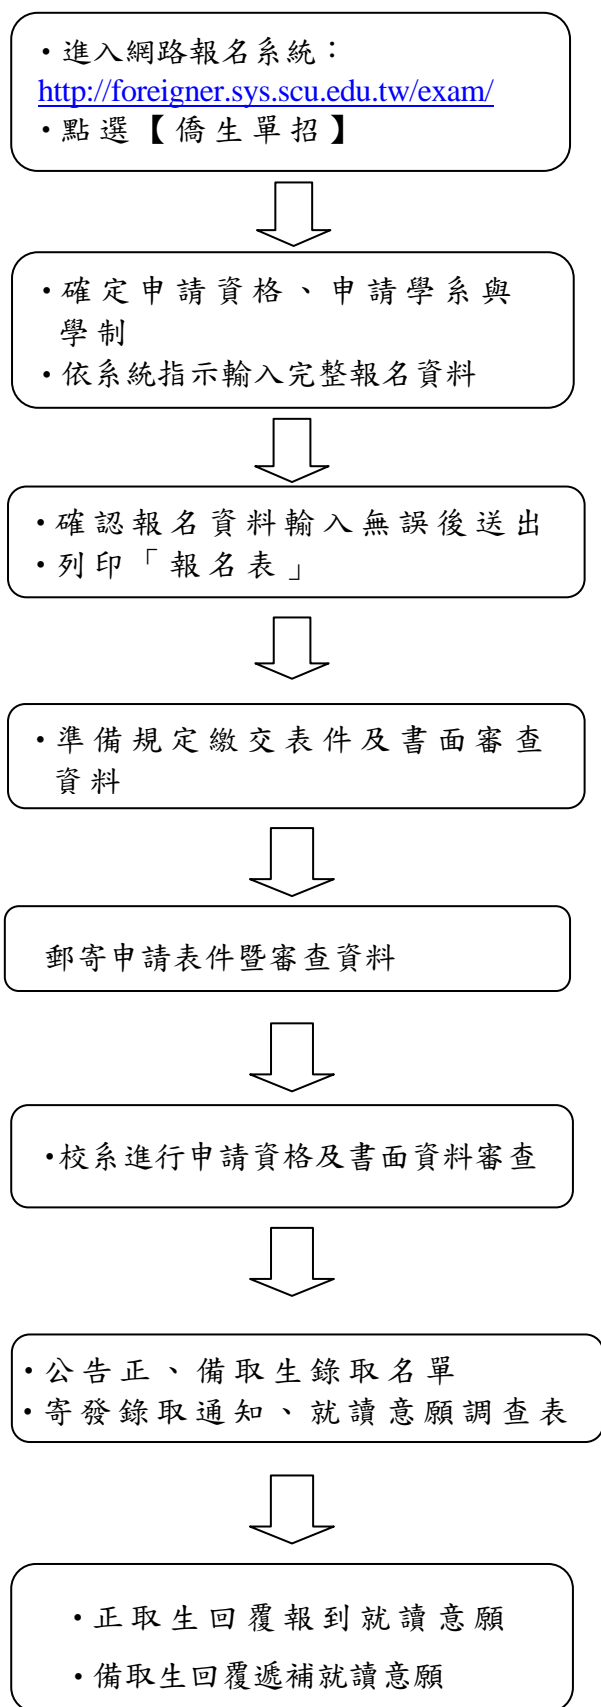 ・進入網路報名系統：
http://foreigner.sys.scu.edu.tw/exam/
・點選【僑生單招】
・確定申請資格、申請學系與
學制
・依系統指示輸入完整報名資料
・確認報名資料輸入無誤後送出
・列印「報名表」
・準備規定繳交表件及書面審查
資料
郵寄申請表件暨審查資料
・校系進行申請資格及書面資料審查
・公告正、備取生錄取名單
・寄發錄取通知、就讀意願調查表
・正取生回覆報到就讀意願
・備取生回覆遞補就讀意願